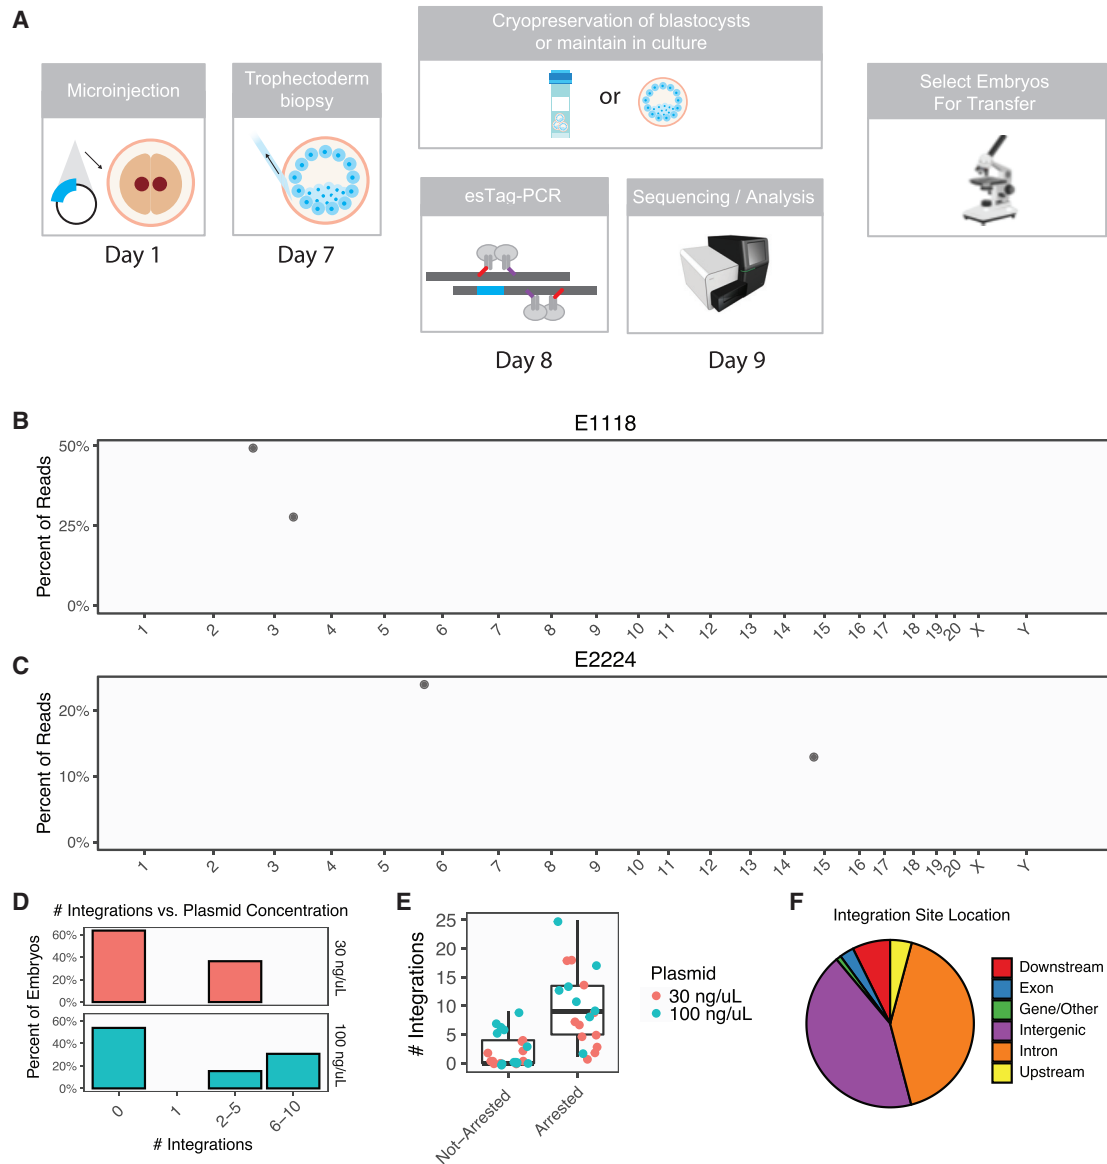 A
Microinjection
Day 1
Trophectoderm
biopsy
Day 7
Cryopreservation of blastocysts
or maintain in culture
or
esTag-PCR
Day 8
Sequencing / Analysis
Day 9
Select Embryos
For Transfer
B
E1118
Percent of Reads
50%
25%
0%
1 2 3 4 5 6 7 8 9 10 11 12 13 14 15 16 17 18 19 20 X Y
C
E2224
Percent of Reads
20%
10%
0%
1 2 3 4 5 6 7 8 9 10 11 12 13 14 15 16 17 18 19 20 X Y
D
# Integrations vs. Plasmid Concentration
Percent of Embryos
60%
40%
20%
0%
30 ng/uL
60%
40%
20%
0%
100 ng/uL
0 1 2−5 6−10
# Integrations
E
# Integrations
25
20
15
10
5
0
Not−Arrested
Arrested
Plasmid
30 ng/uL
100 ng/uL
F
Integration Site Location
Downstream
Exon
Gene/Other
Intergenic
Intron
Upstream